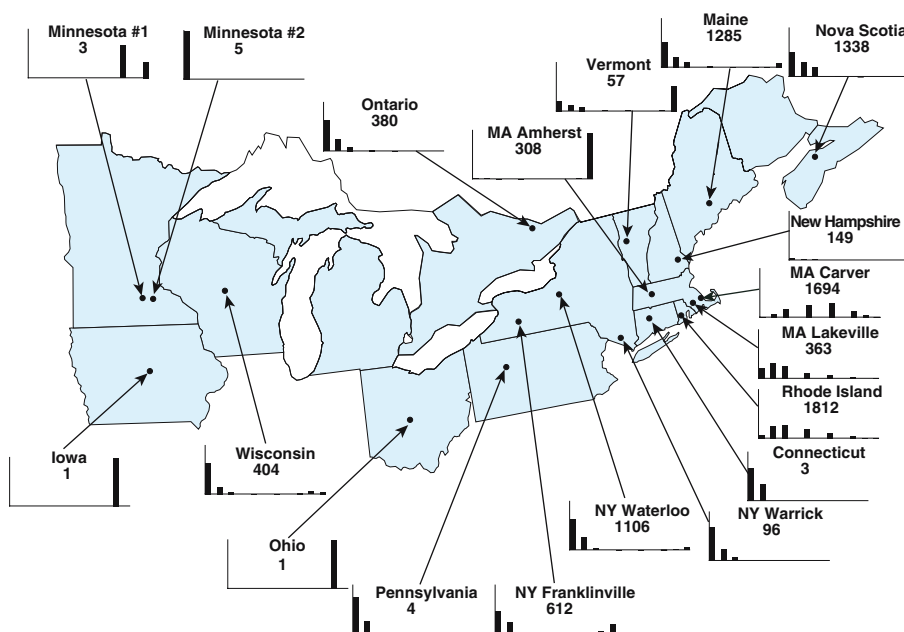 Minnesota #1
3
Minnesota #2
5
Ontario
380
MA Amherst
308
Vermont
57
Maine
1285
Nova Scotia
1338
New Hampshire
149
MA Carver
1694
MA Lakeville
363
Rhode Island
1812
Connecticut
3
NY Warrick
96
NY Waterloo
1106
NY Franklinville
612
Pennsylvania
4
Ohio
1
Wisconsin
404
Iowa
1